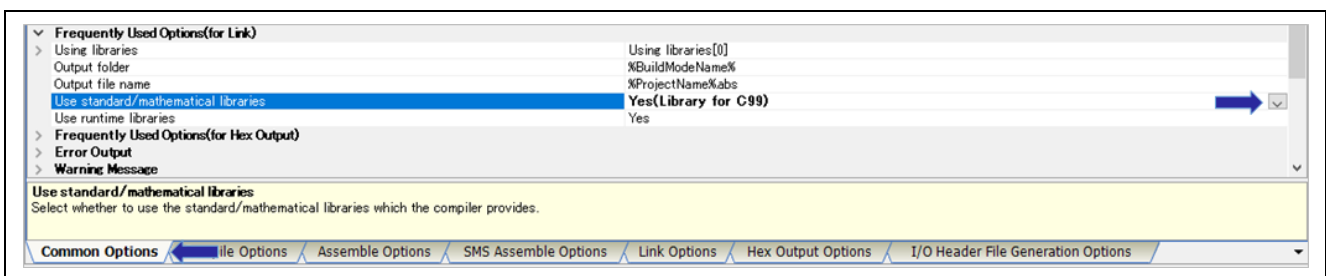 Frequently Used Options(for Link)
Using libraries Using libraries[0]
Output folder %BuildModeName%
Output file name %ProjectName%abs
Use standard/mathematical libraries Yes(Library for C99)
Use runtime libraries Yes
Frequently Used Options(for Hex Output)
Error Output
Warning Message
Use standard/mathematical libraries
Select whether to use the standard/mathematical libraries which the compiler provides.
Common Options ile Options Assemble Options SMS Assemble Options Link Options Hex Output Options I/O Header File Generation Options